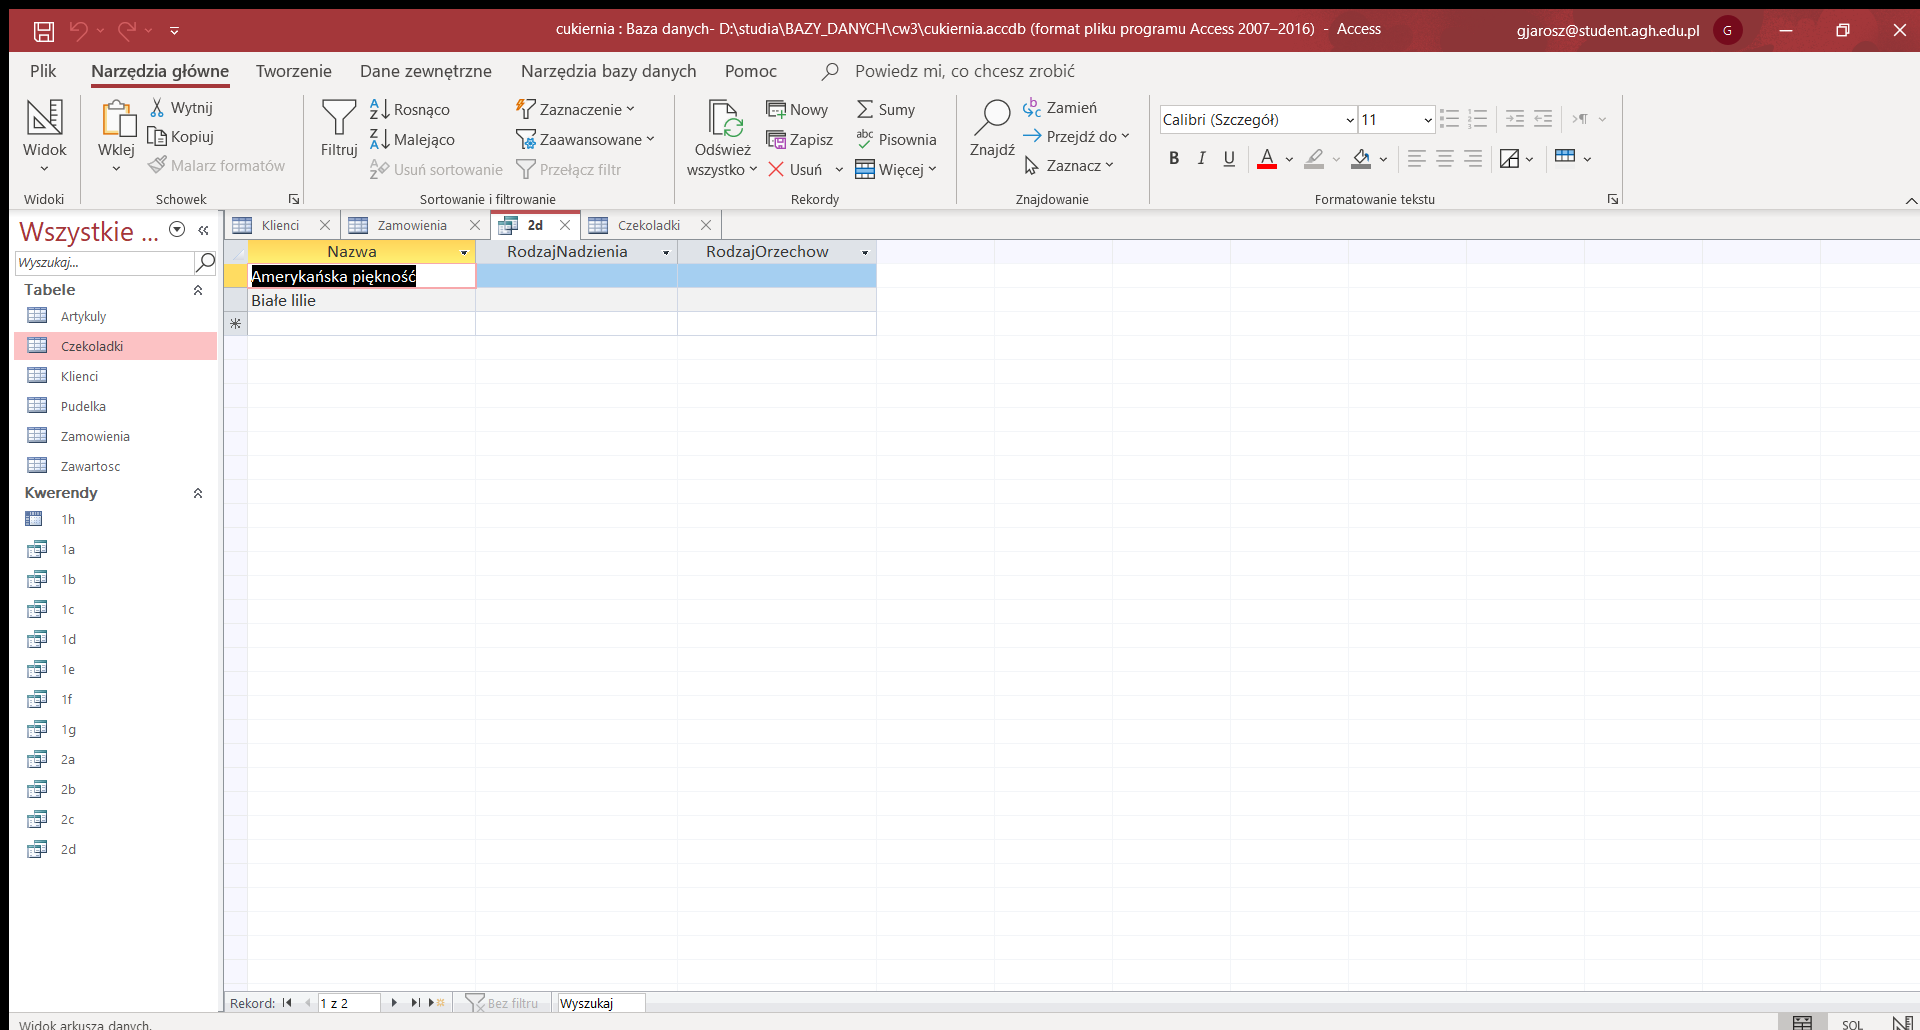 cukiernia : Baza danych- D:\studia\BAZY_DANYCH\cw3\cukiernia.accdb (format pliku programu Access 2007–2016) - Access
gjarosz@student.agh.edu.pl G
Plik Narzędzia główne Tworzenie Dane zewnętrzne Narzędzia bazy danych Pomoc Powiedz mi, co chcesz zrobić
Widok
Widoki
Wklej
Wytnij
Kopiuj
Malarz formatów
Schowek
Filtruj
Rosnąco
Malejąco
Usuń sortowanie
Zaznaczenie
Zaawansowane
Przełącz filtr
Sortowanie i filtrowanie
Odśwież
wszystko
Nowy
Zapisz
Usuń
Sumy
Pisownia
Więcej
Rekordy
Znajdź
Zamień
Przejdź do
Zaznacz
Znajdowanie
Calibri (Szczegół) 11
B I U A
Formatowanie tekstu
Wszystkie ...
Wyszukaj...
Tabele
Artykuly
Czekoladki
Klienci
Pudelka
Zamowienia
Zawartosc
Kwerendy
1h
1a
1b
1c
1d
1e
1f
1g
2a
2b
2c
2d
Klienci Zamowienia 2d Czekoladki
Nazwa RodzajNadzienia RodzajOrzechow
Amerykańska piękność
Białe lilie
Rekord: 1 z 2 Bez filtru Wyszukaj
Widok arkusza danych.
SQL